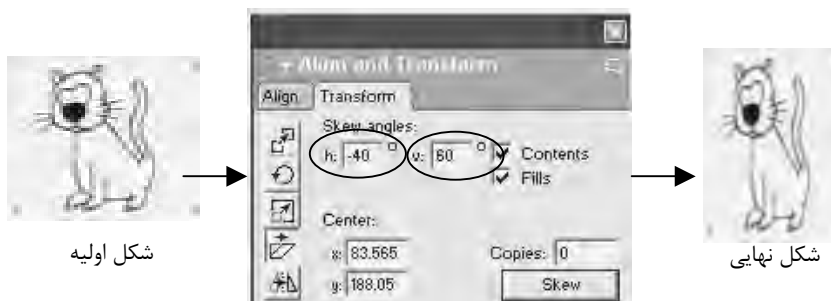 Align and Transform
Align Transform
Skew angles:
h: -40 ° v: 60 ° Contents
Fills
Center:
x: 83.565 Copies: 0
y: 188.05 Skew
شکل اولیه
شکل نهایی